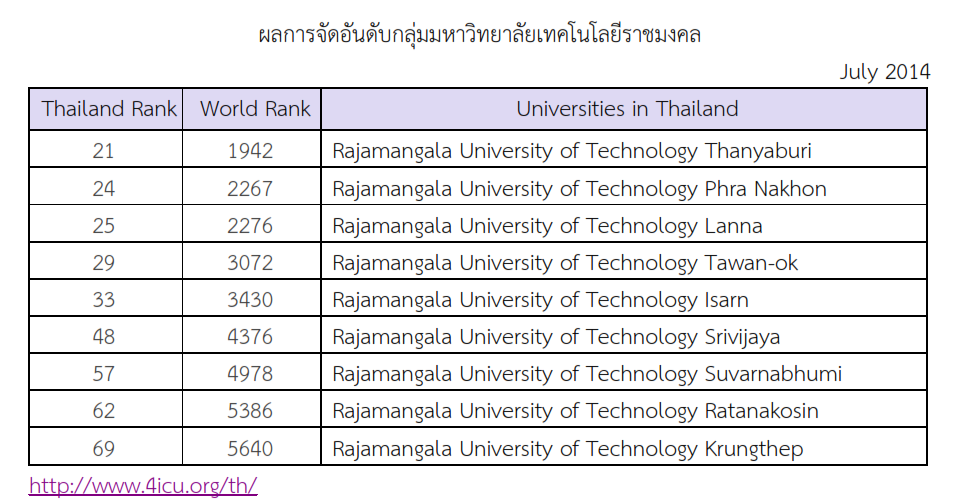 ผลการจัดอันดับกลุ่มมหาวิทยาลัยเทคโนโลยีราชมงคล
July 2014
Thailand Rank World Rank Universities in Thailand
21 1942 Rajamangala University of Technology Thanyaburi
24 2267 Rajamangala University of Technology Phra Nakhon
25 2276 Rajamangala University of Technology Lanna
29 3072 Rajamangala University of Technology Tawan-ok
33 3430 Rajamangala University of Technology Isarn
48 4376 Rajamangala University of Technology Srivijaya
57 4978 Rajamangala University of Technology Suvarnabhumi
62 5386 Rajamangala University of Technology Ratanakosin
69 5640 Rajamangala University of Technology Krungthep
http://www.4icu.org/th/